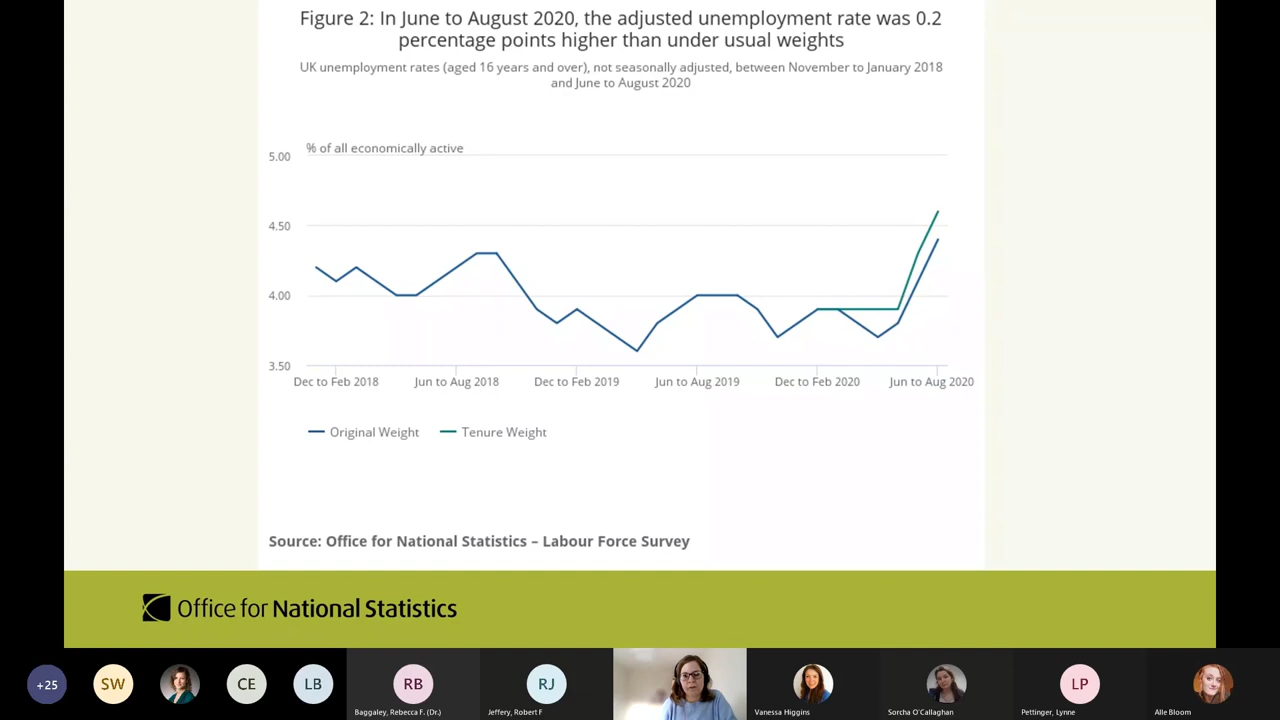 Figure 2: In June to August 2020, the adjusted unemployment rate was 0.2
percentage points higher than under usual weights
UK unemployment rates (aged 16 years and over), not seasonally adjusted, between November to January 2018
and June to August 2020
% of all economically active
5.00
4.50
4.00
3.50
Dec to Feb 2018 Jun to Aug 2018 Dec to Feb 2019 Jun to Aug 2019 Dec to Feb 2020 Jun to Aug 2020
Original Weight Tenure Weight
Source: Office for National Statistics – Labour Force Survey
Office for National Statistics
+25 SW CE LB RB RJ LP
Baggaley, Rebecca F. (Dr.) Jeffery, Robert F Vanessa Higgins Sorcha O'Callaghan Pettinger, Lynne Alle Bloom